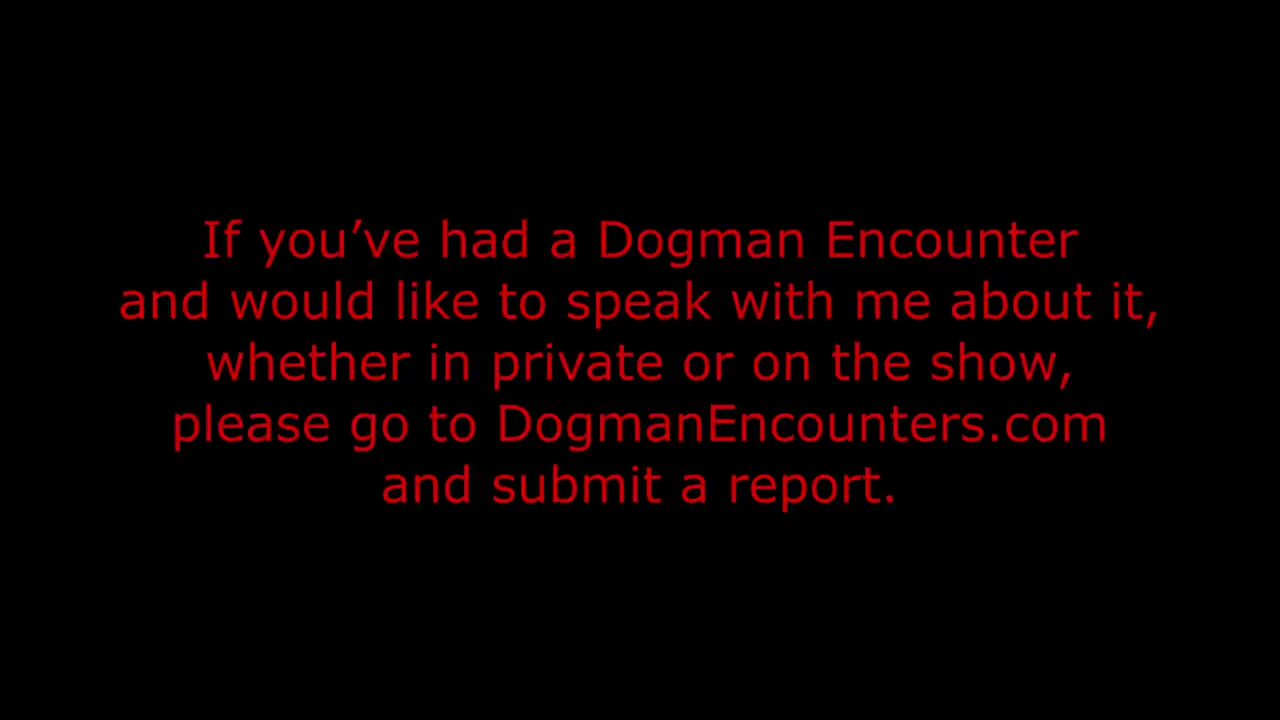 If you’ve had a Dogman Encounter
and would like to speak with me about it,
whether in private or on the show,
please go to DogmanEncounters.com
and submit a report.